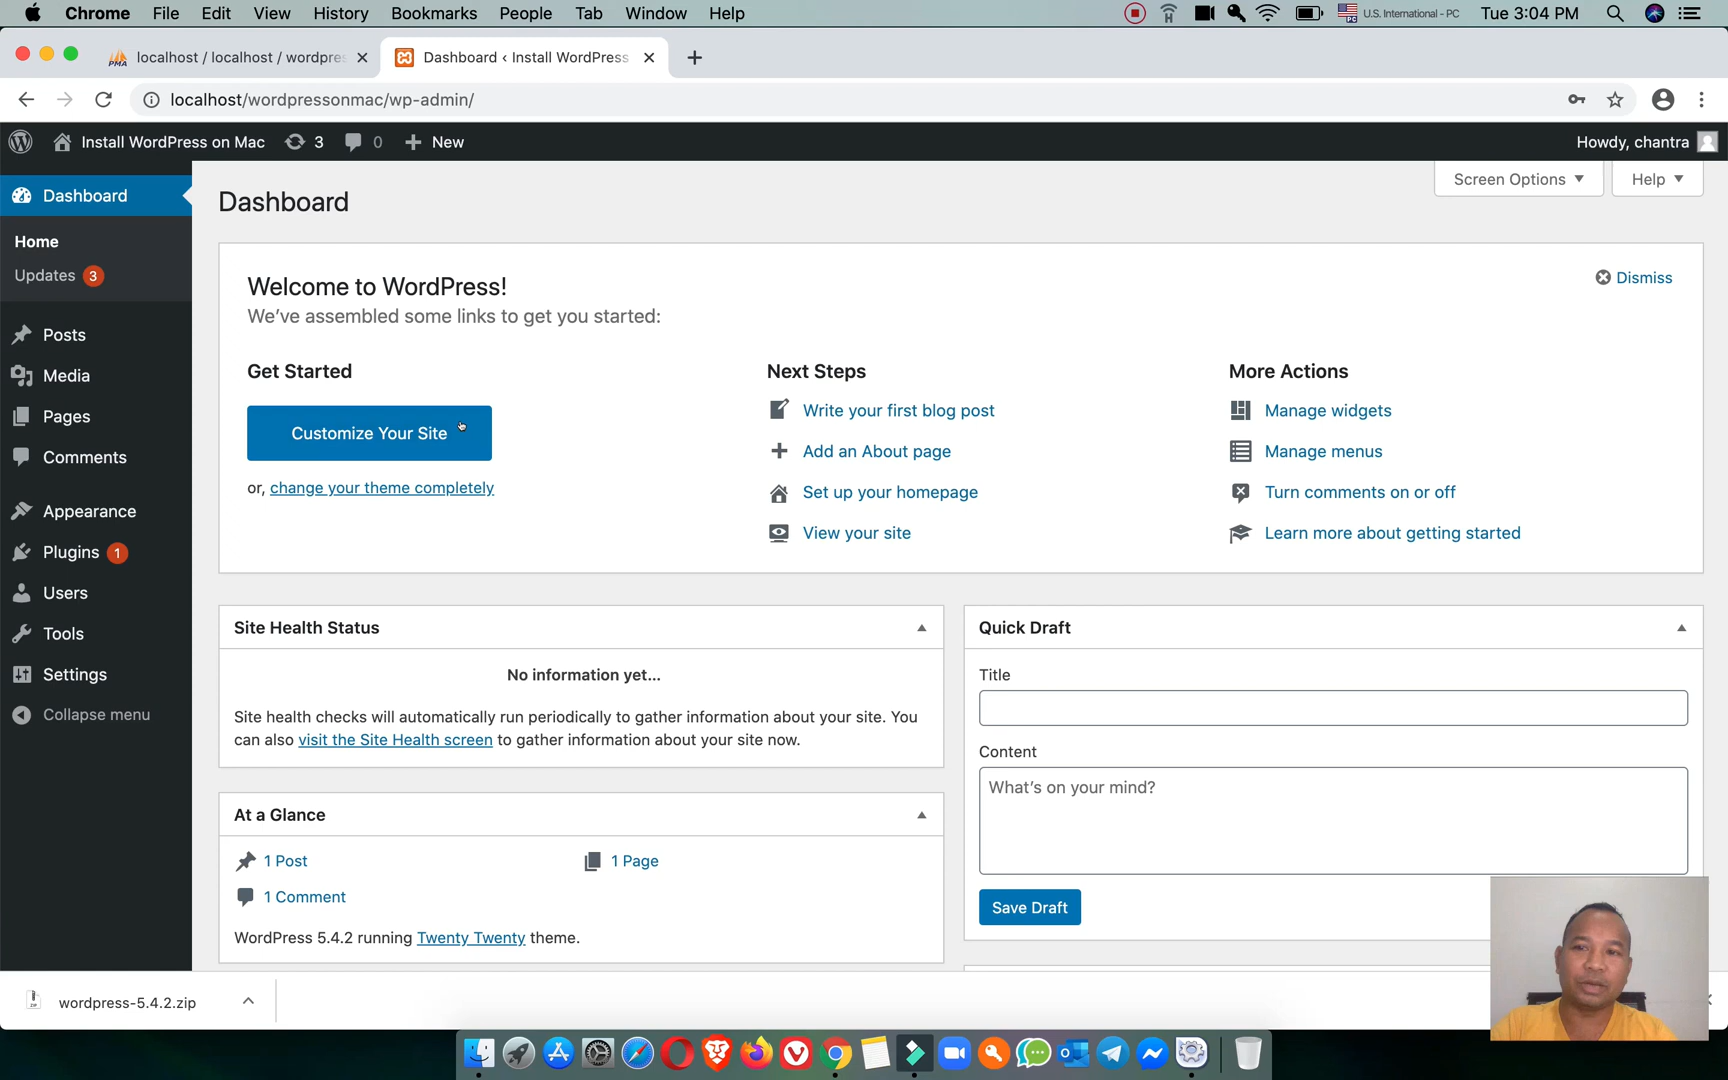 Chrome File Edit View History Bookmarks People Tab Window Help U.S. International - PC Tue 3:04 PM
PMA localhost / localhost / wordpre Dashboard ‹ Install WordPress
localhost/wordpressonmac/wp-admin/
Install WordPress on Mac 3 0 New Howdy, chantra
Screen Options Help
Dashboard
Home
Updates 3
Posts
Media
Pages
Comments
Appearance
Plugins 1
Users
Tools
Settings
Collapse menu
Dashboard
Welcome to WordPress!
Dismiss
We’ve assembled some links to get you started:
Get Started
Customize Your Site
or, change your theme completely
Next Steps
Write your first blog post
Add an About page
Set up your homepage
View your site
More Actions
Manage widgets
Manage menus
Turn comments on or off
Learn more about getting started
Site Health Status
No information yet...
Site health checks will automatically run periodically to gather information about your site. You
can also visit the Site Health screen to gather information about your site now.
At a Glance
1 Post 1 Page
1 Comment
WordPress 5.4.2 running Twenty Twenty theme.
Quick Draft
Title
Content
What’s on your mind?
Save Draft
ZIP wordpress-5.4.2.zip